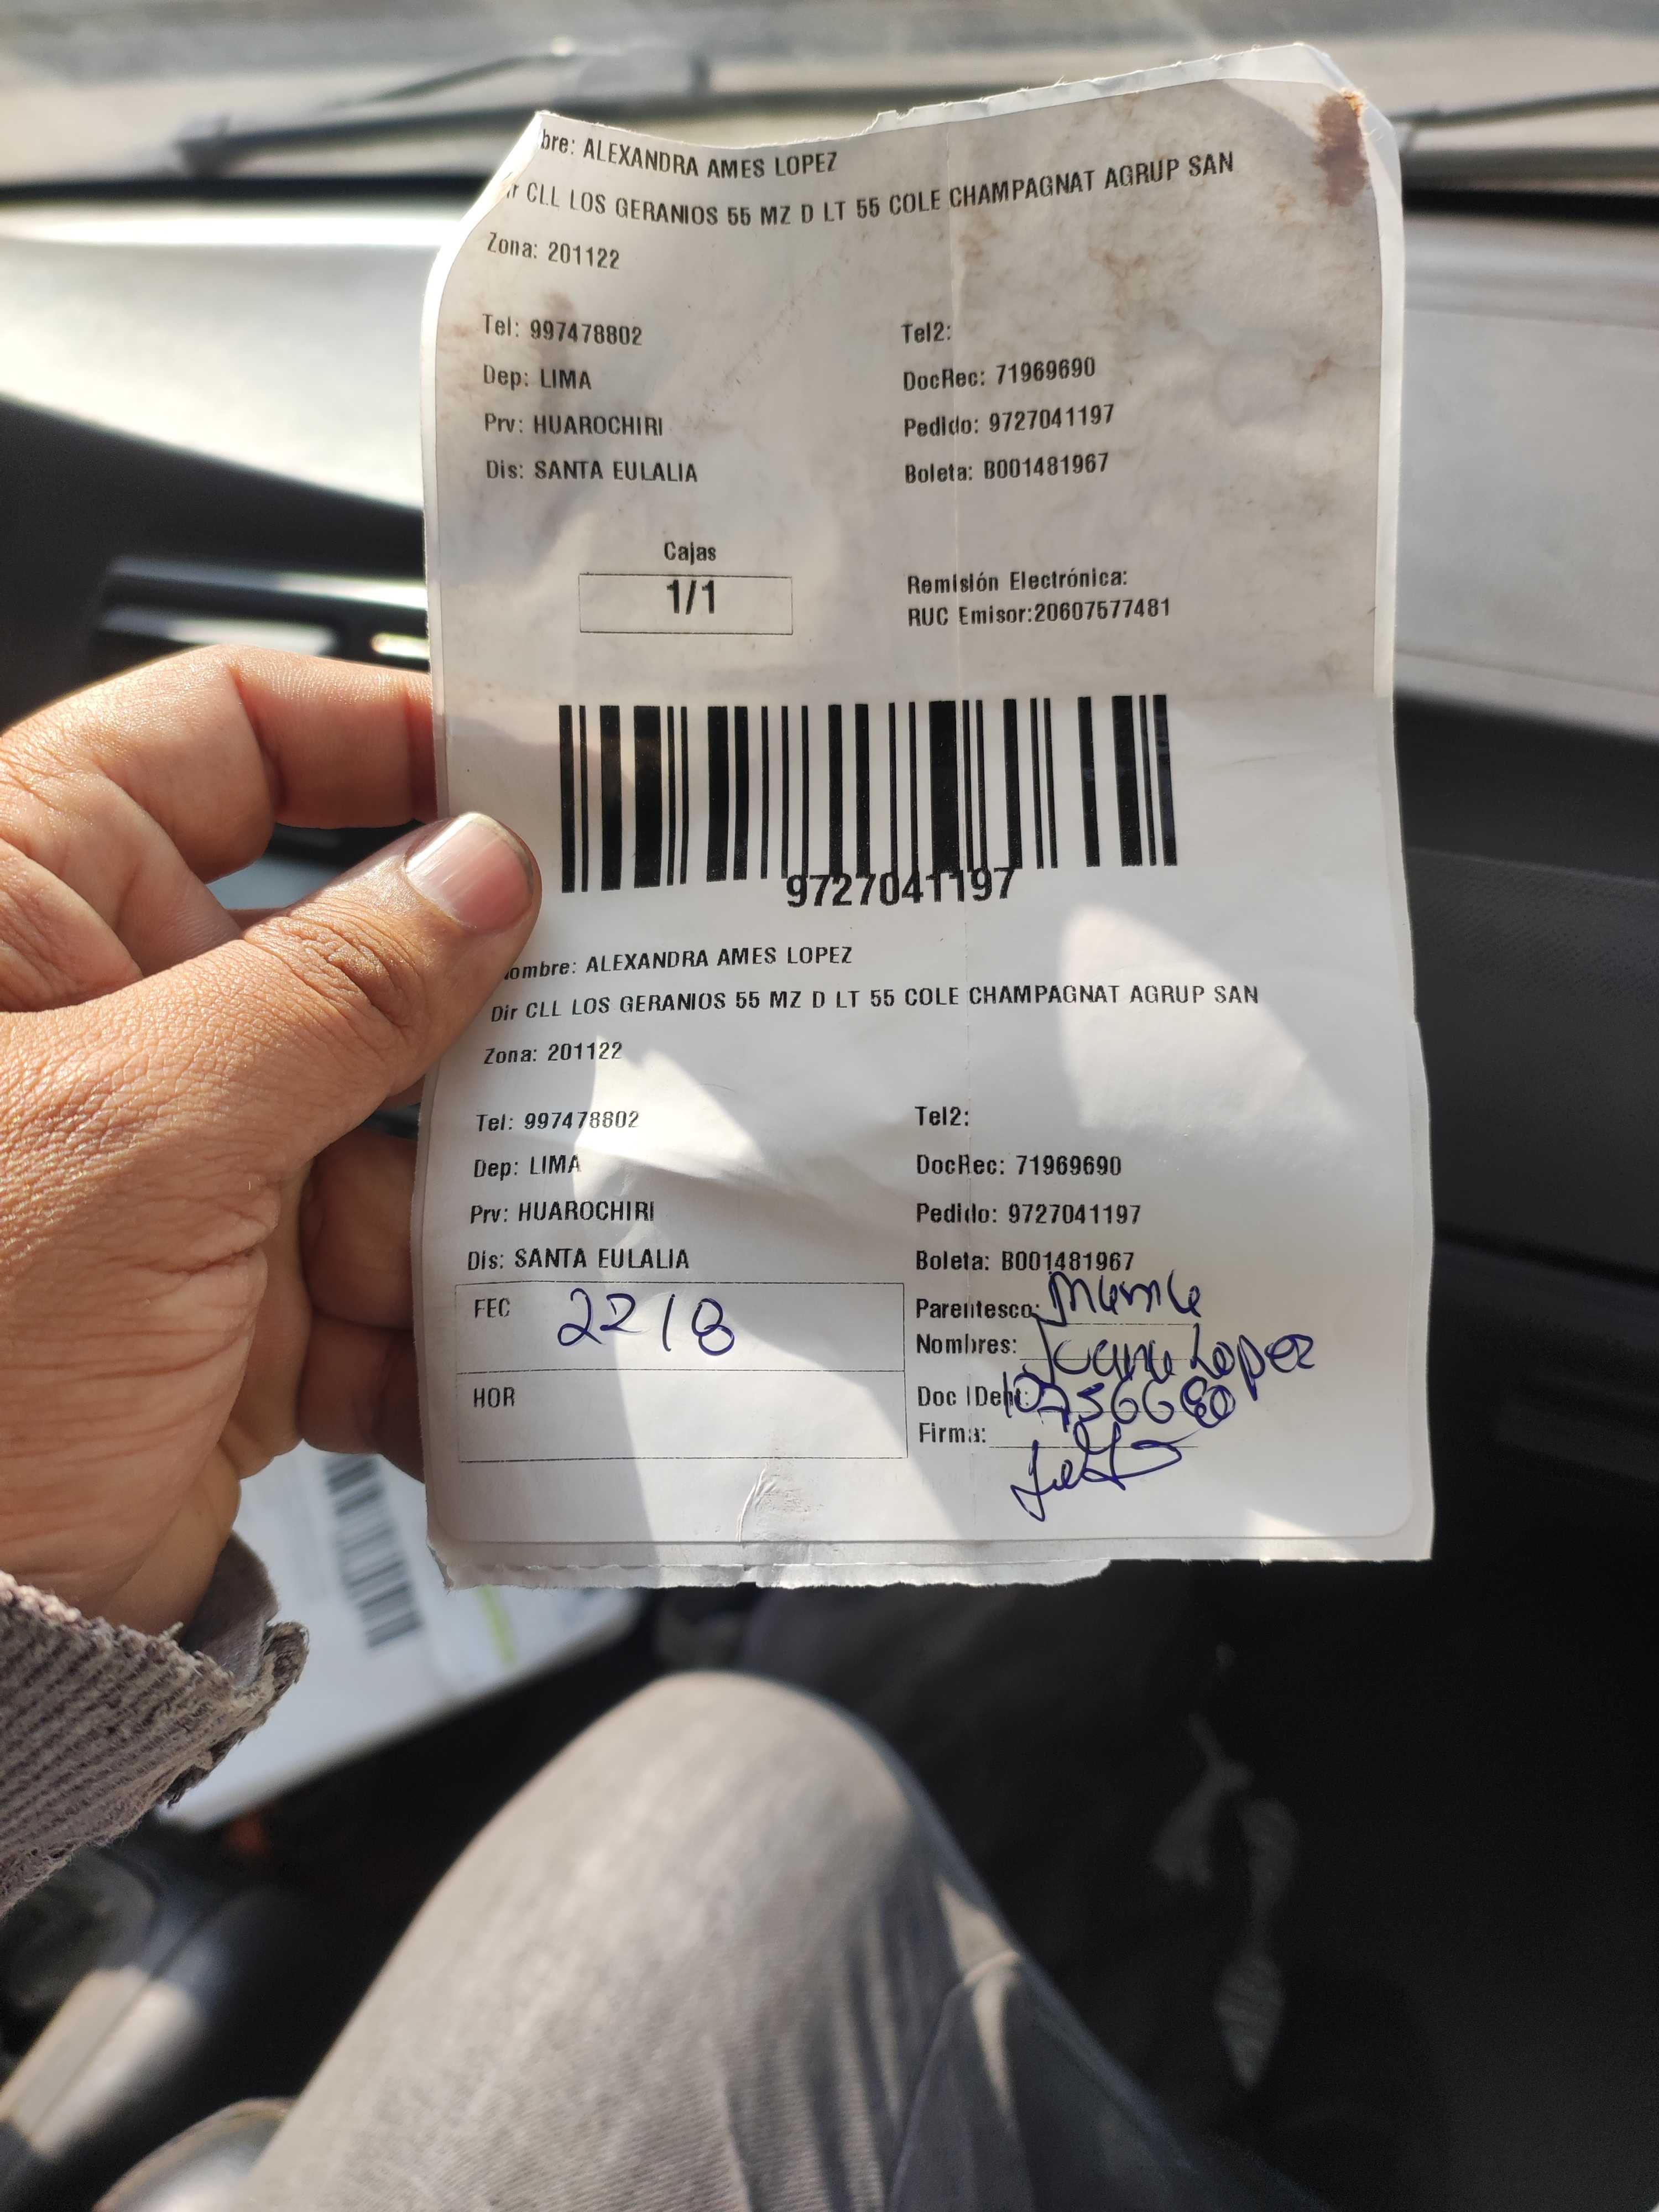 bre: ALEXANDRA AMES LOPEZ
ir CLL LOS GERANIOS 55 MZ D LT 55 COLE CHAMPAGNAT AGRUP SAN
Zona: 201122
Tel: 997478802 Tel2:
Dep: LIMA DocRec: 71969690
Prv: HUAROCHIRI Pedido: 9727041197
Dis: SANTA EULALIA Boleta: B001481967
Cajas
1/1
Remisión Electrónica:
RUC Emisor:20607577481
9727041197
ombre: ALEXANDRA AMES LOPEZ
Dir CLL LOS GERANIOS 55 MZ D LT 55 COLE CHAMPAGNAT AGRUP SAN
Zona: 201122
Tel: 997478802 Tel2:
Dep: LIMA DocRec: 71969690
Prv: HUAROCHIRI Pedido: 9727041197
Dis: SANTA EULALIA Boleta: B001481967
FEC 22/8 Parentesco:
Nombres: Lopez
HOR Doc Ident:
Firma: